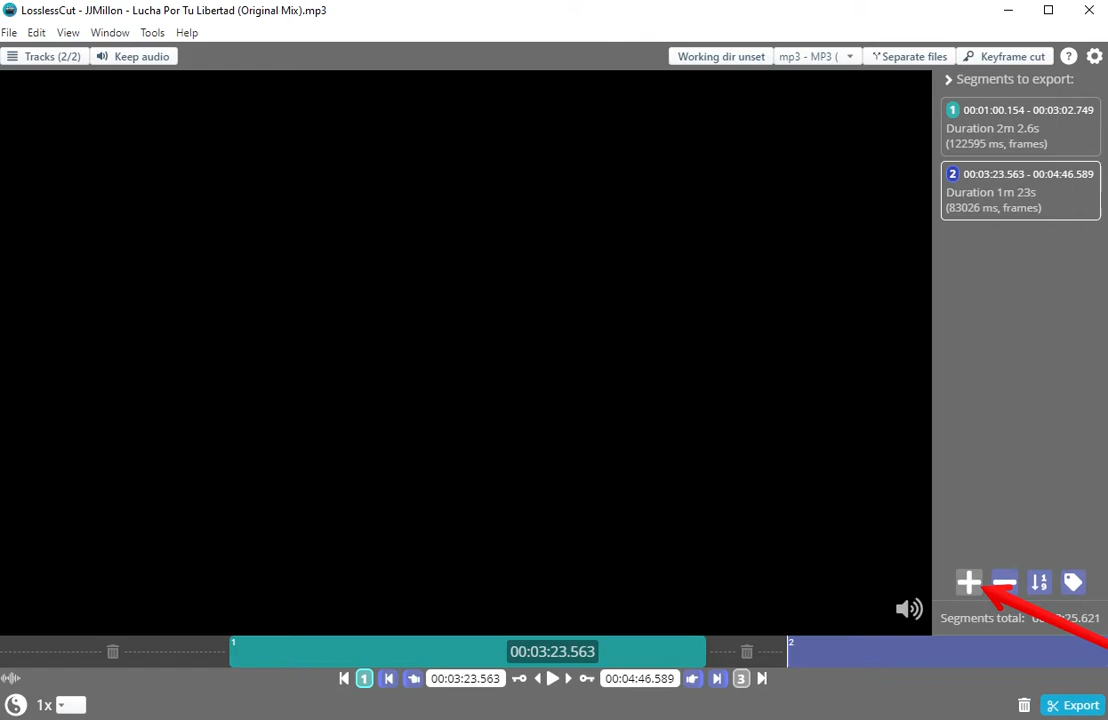 LosslessCut - JJMillon - Lucha Por Tu Libertad (Original Mix).mp3
File Edit View Window Tools Help
Tracks (2/2) Keep audio Working dir unset mp3 - MP3 ( Separate files Keyframe cut ?
Segments to export:
1 00:01:00.154 - 00:03:02.749
Duration 2m 2.6s
(122595 ms, frames)
2 00:03:23.563 - 00:04:46.589
Duration 1m 23s
(83026 ms, frames)
Segments total:
1 00:03:23.563 2
1 00:03:23.563 00:04:46.589 3
1x Export